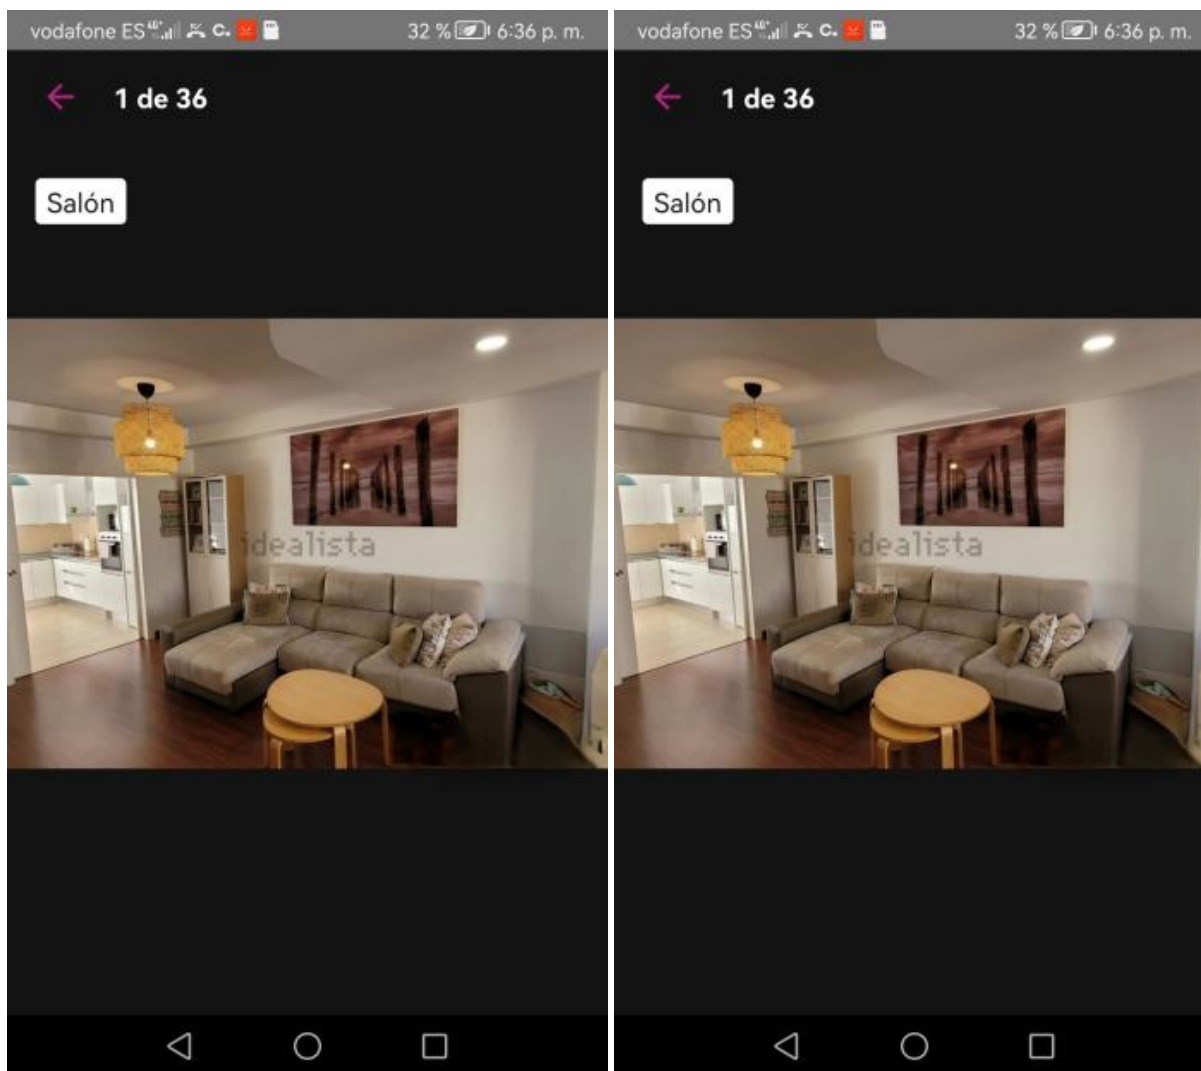 vodafone ES 32 % 6:36 p. m.
1 de 36
Salón
idealista
vodafone ES 32 % 6:36 p. m.
1 de 36
Salón
idealista